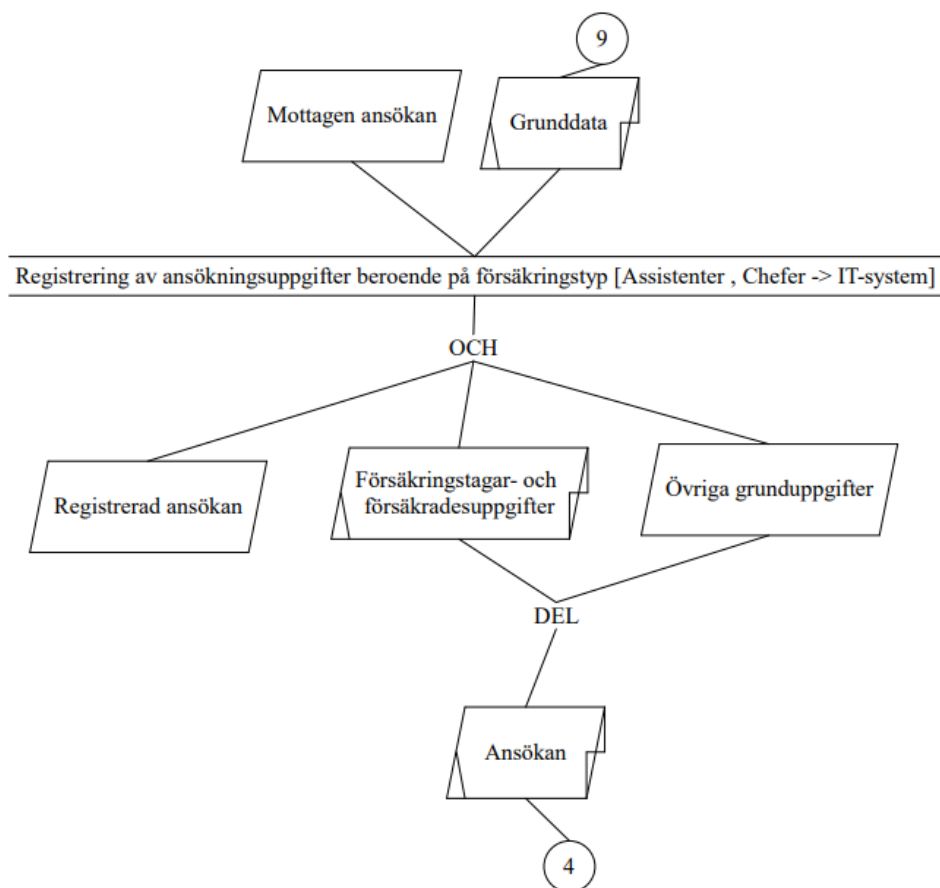 9
Mottagen ansökan
Grunddata
Registrering av ansökningsuppgifter beroende på försäkringstyp [Assistenter , Chefer -> IT-system]
OCH
Registrerad ansökan
Försäkringstagar- och
försäkradesuppgifter
Övriga grunduppgifter
DEL
Ansökan
4